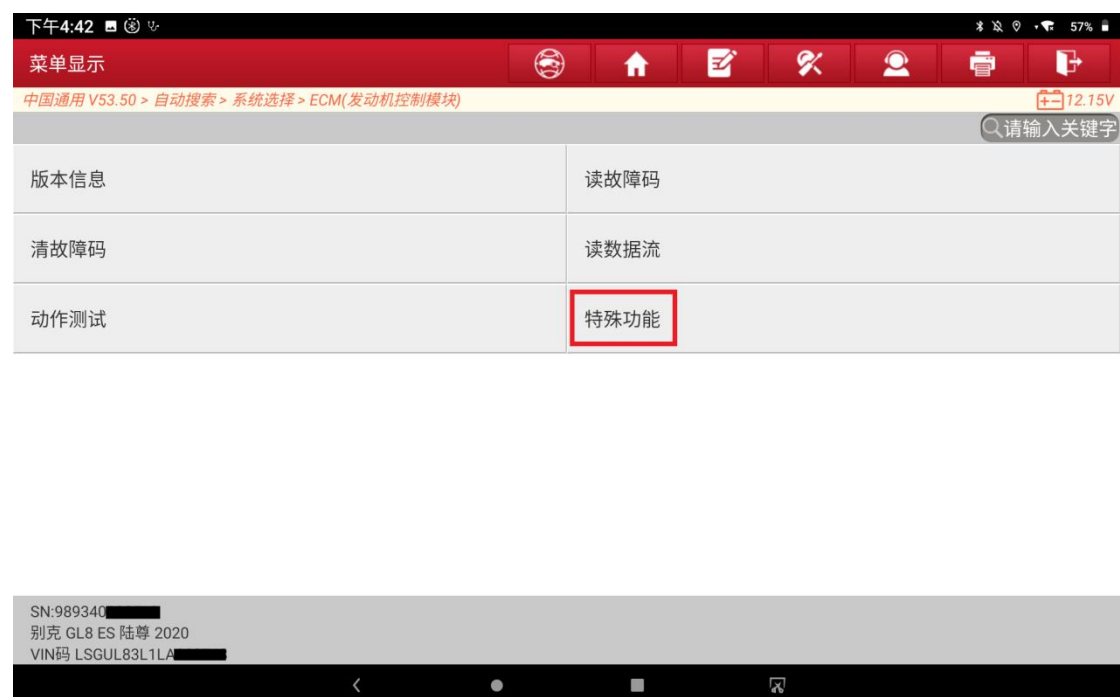 下午4:42
57%
菜单显示
中国通用 V53.50 > 自动搜索 > 系统选择 > ECM(发动机控制模块)
12.15V
请输入关键字
版本信息
读故障码
清故障码
读数据流
动作测试
特殊功能
SN:989340
别克 GL8 ES 陆尊 2020
VIN码 LSGUL83L1LA